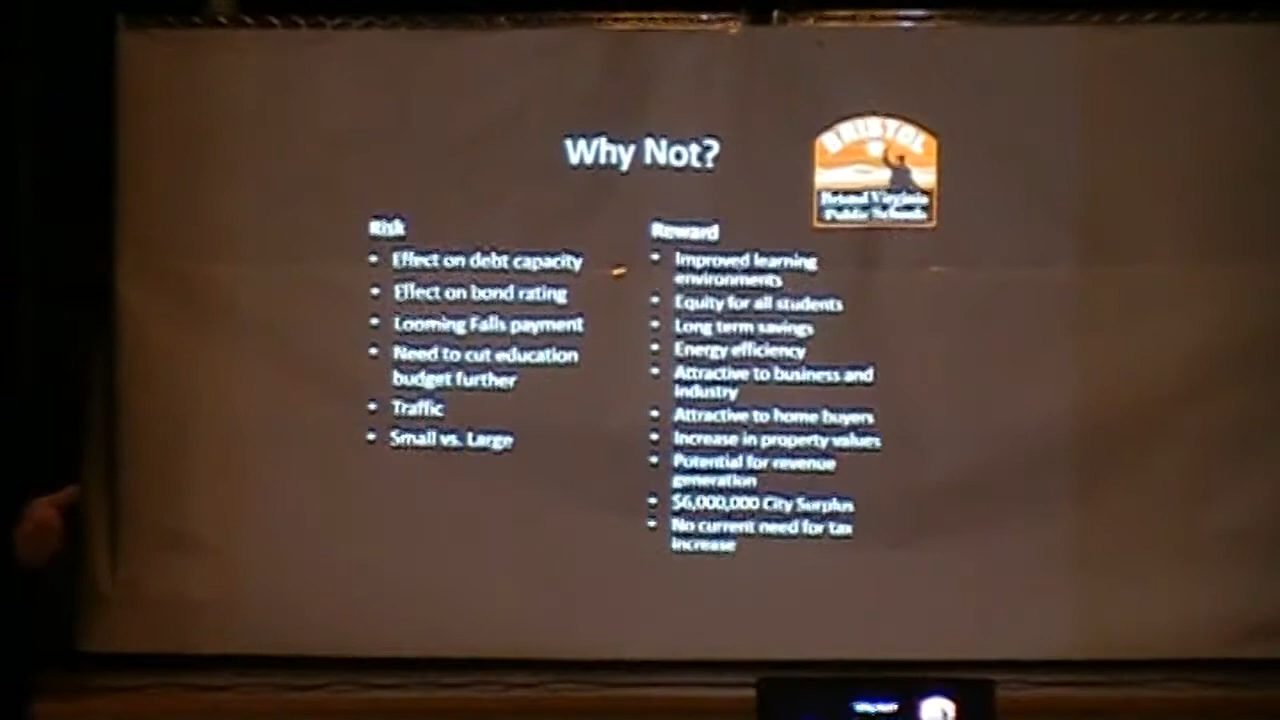 Why Not?
BRISTOL
Bristol Virginia
Public Schools
Risk
• Effect on debt capacity
• Effect on bond rating
• Looming Falls payment
• Need to cut education
budget further
• Traffic
• Small vs. Large
Reward
• Improved learning
environments
• Equity for all students
• Long term savings
• Energy efficiency
• Attractive to business and
industry
• Attractive to home buyers
• Increase in property values
• Potential for revenue
generation
• $6,000,000 City Surplus
• No current need for tax
increase
Why Not?